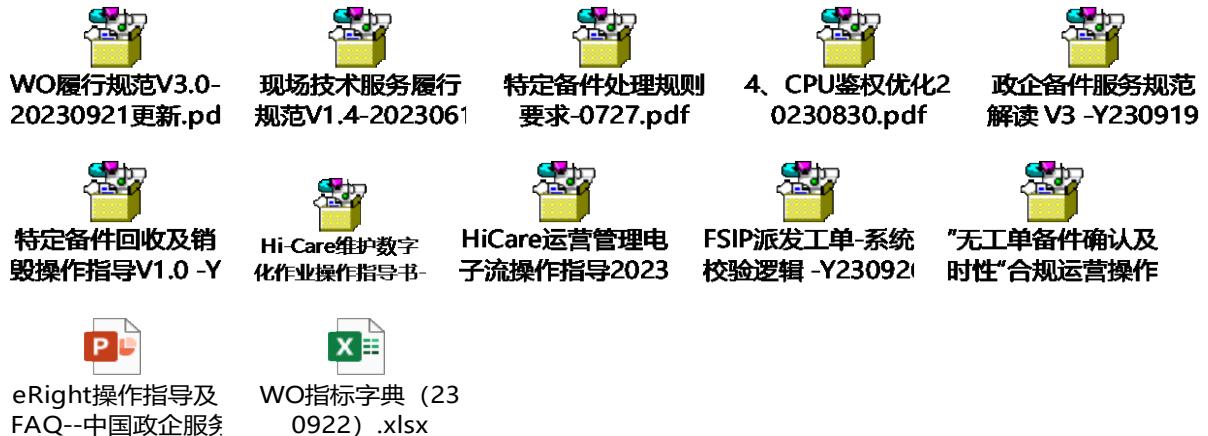 WO履行规范V3.0-
20230921更新.pd
现场技术服务履行
规范V1.4-2023061
特定备件处理规则
要求-0727.pdf
4、CPU鉴权优化2
0230830.pdf
政企备件服务规范
解读 V3 -Y230919
特定备件回收及销
毁操作指导V1.0 -Y
Hi-Care维护数字
化作业操作指导书-
HiCare运营管理电
子流操作指导2023
FSIP派发工单-系统
校验逻辑 -Y23092(
"无工单备件确认及
时性"合规运营操作
P
X
eRight操作指导及
FAQ--中国政企服务
WO指标字典（23
0922）.xlsx